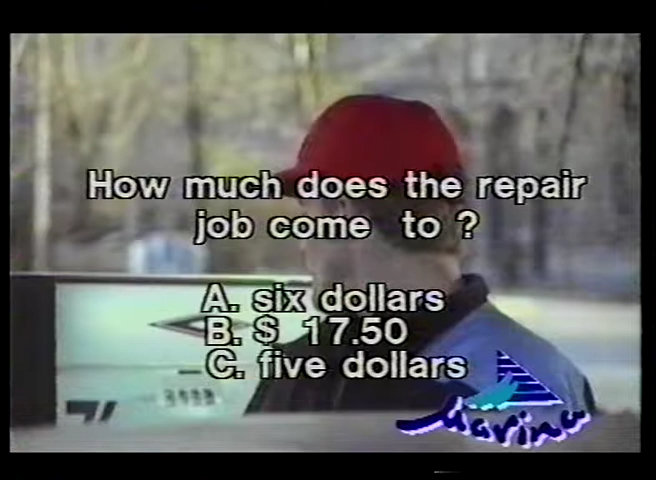 How much does the repair
job come to ?
A. six dollars
B. $ 17.50
C. five dollars
Marina